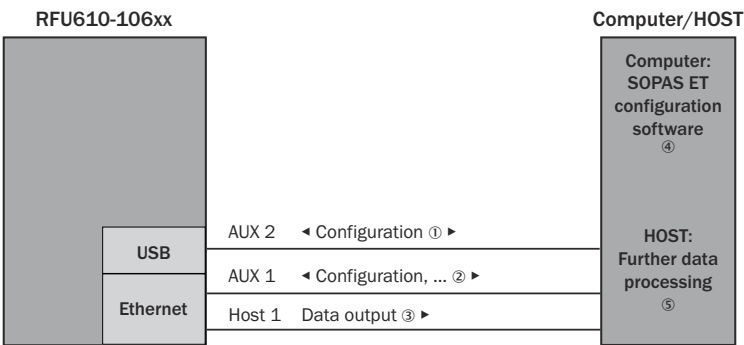 RFU610-106xx
Computer/HOST
Computer:
SOPAS ET
configuration
software
④
USB
Ethernet
AUX 2 ◄ Configuration ① ►
AUX 1 ◄ Configuration, ... ② ►
Host 1 Data output ③ ►
HOST:
Further data
processing
⑤